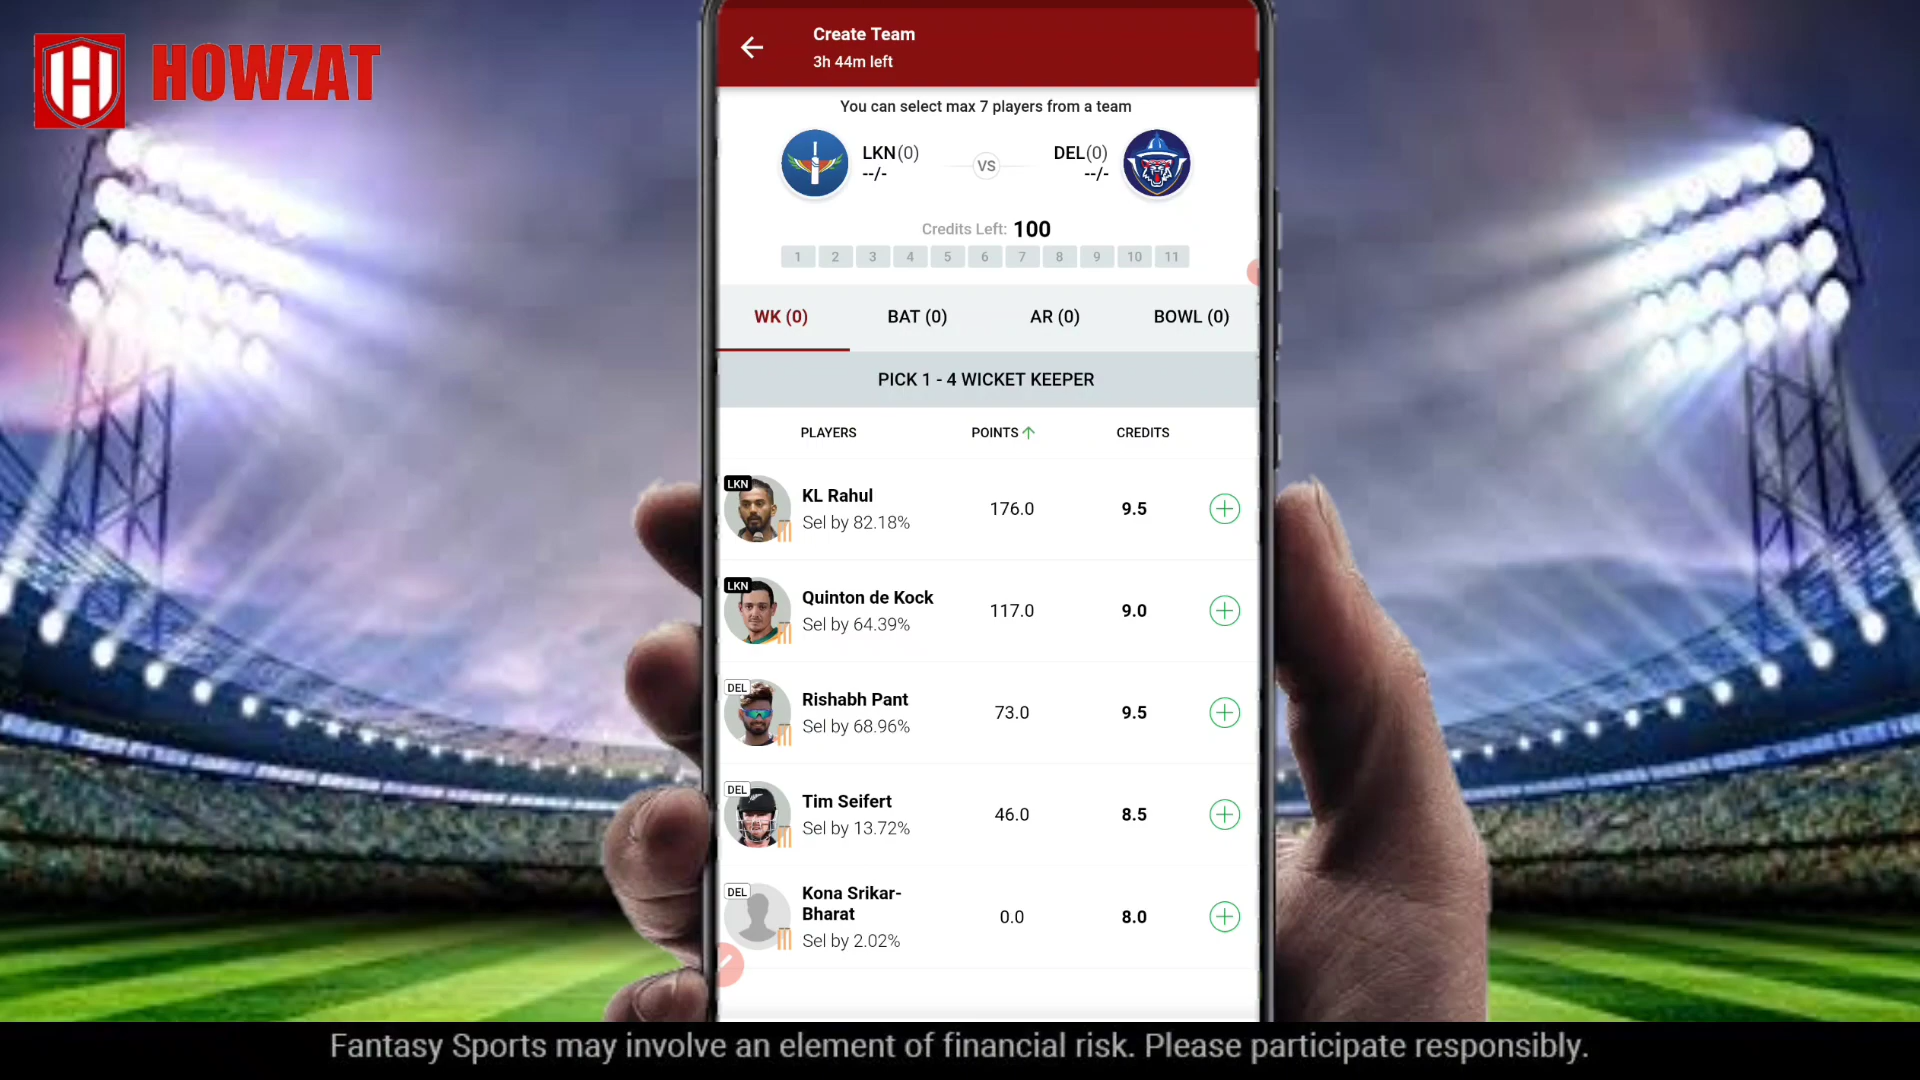 HOWZAT
Create Team
3h 44m left
You can select max 7 players from a team
LKN(0)
--/-
VS
DEL(0)
--/-
Credits Left: 100
1 2 3 4 5 6 7 8 9 10 11
WK (0) BAT (0) AR (0) BOWL (0)
PICK 1 - 4 WICKET KEEPER
PLAYERS POINTS CREDITS
LKN
KL Rahul
Sel by 82.18%
176.0 9.5
LKN
Quinton de Kock
Sel by 64.39%
117.0 9.0
DEL
Rishabh Pant
Sel by 68.96%
73.0 9.5
DEL
Tim Seifert
Sel by 13.72%
46.0 8.5
DEL
Kona Srikar-
Bharat
Sel by 2.02%
0.0 8.0
Fantasy Sports may involve an element of financial risk. Please participate responsibly.